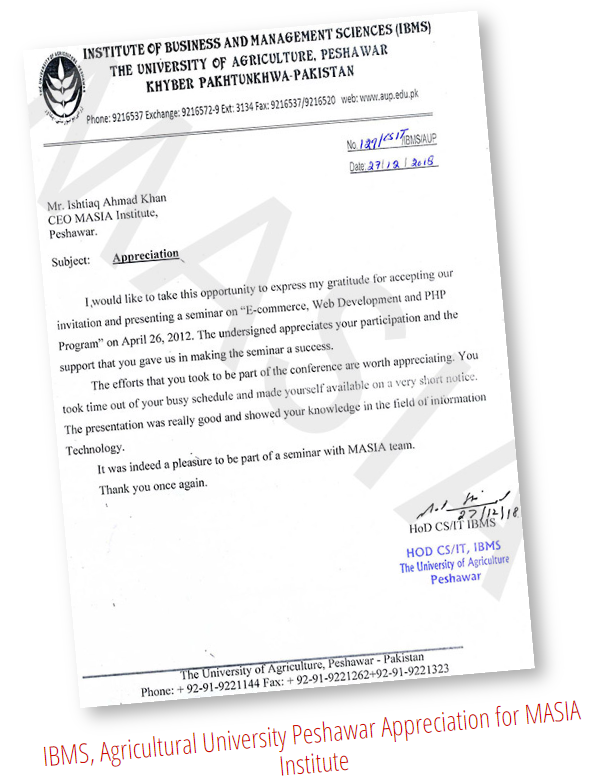 INSTITUTE OF BUSINESS AND MANAGEMENT SCIENCES (IBMS)
THE UNIVERSITY OF AGRICULTURE, PESHAWAR
KHYBER PAKHTUNKHWA-PAKISTAN
Phone: 9216537 Exchange: 9216572-9 Ext: 3134 Fax: 9216537/9216520 web: www.aup.edu.pk
No. 127/CSIT/IBMS/AUP
Date: 27/12/2018
Mr. Ishtiaq Ahmad Khan
CEO MASIA Institute,
Peshawar.
Subject: Appreciation
I,would like to take this opportunity to express my gratitude for accepting our
invitation and presenting a seminar on “E-commerce, Web Development and PHP
Program” on April 26, 2012. The undersigned appreciates your participation and the
support that you gave us in making the seminar a success.
The efforts that you took to be part of the conference are worth appreciating. You
took time out of your busy schedule and made yourself available on a very short notice.
The presentation was really good and showed your knowledge in the field of information
Technology.
It was indeed a pleasure to be part of a seminar with MASIA team.
Thank you once again.
27/12/18
HoD CS/IT IBMS
HOD CS/IT, IBMS
The University of Agriculture
Peshawar
MASIA
The University of Agriculture, Peshawar - Pakistan
Phone: + 92-91-9221144 Fax: + 92-91-9221262+92-91-9221323
IBMS, Agricultural University Peshawar Appreciation for MASIA
Institute